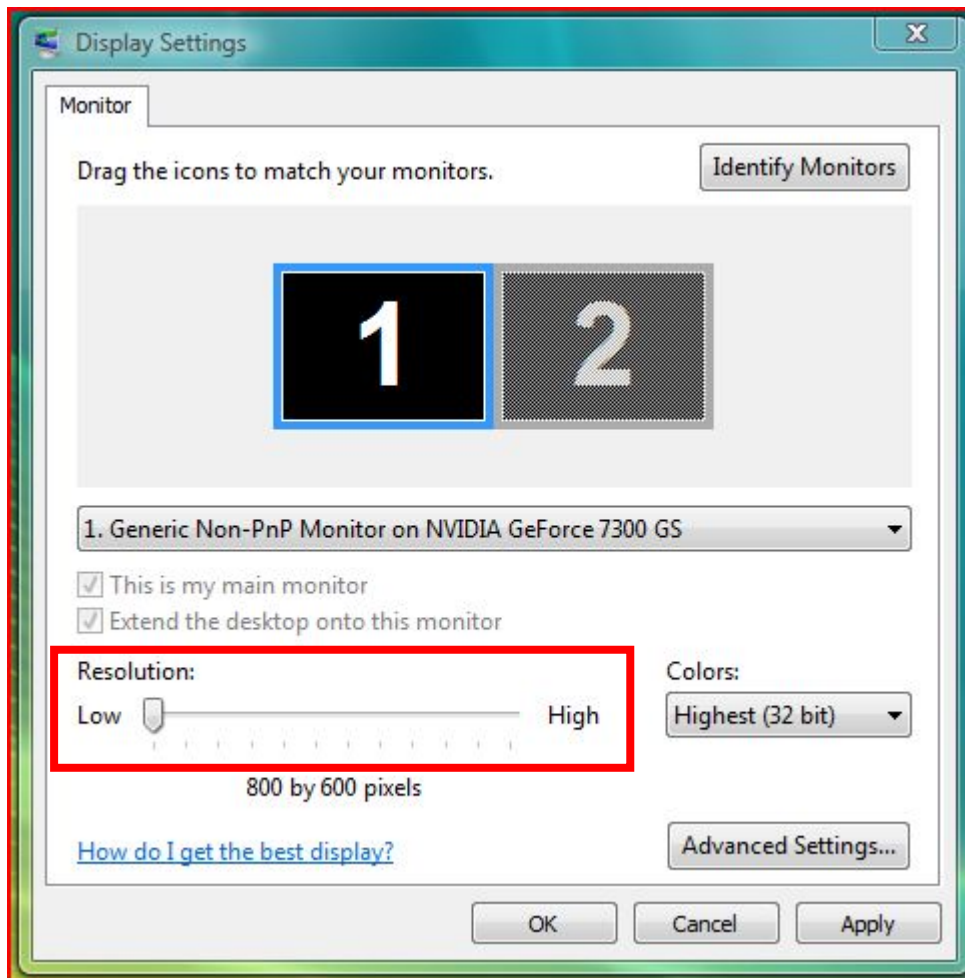 Display Settings
Monitor
Drag the icons to match your monitors.
Identify Monitors
1
2
1. Generic Non-PnP Monitor on NVIDIA GeForce 7300 GS
This is my main monitor
Extend the desktop onto this monitor
Resolution:
Colors:
Low
High
Highest (32 bit)
800 by 600 pixels
How do I get the best display?
Advanced Settings...
OK
Cancel
Apply